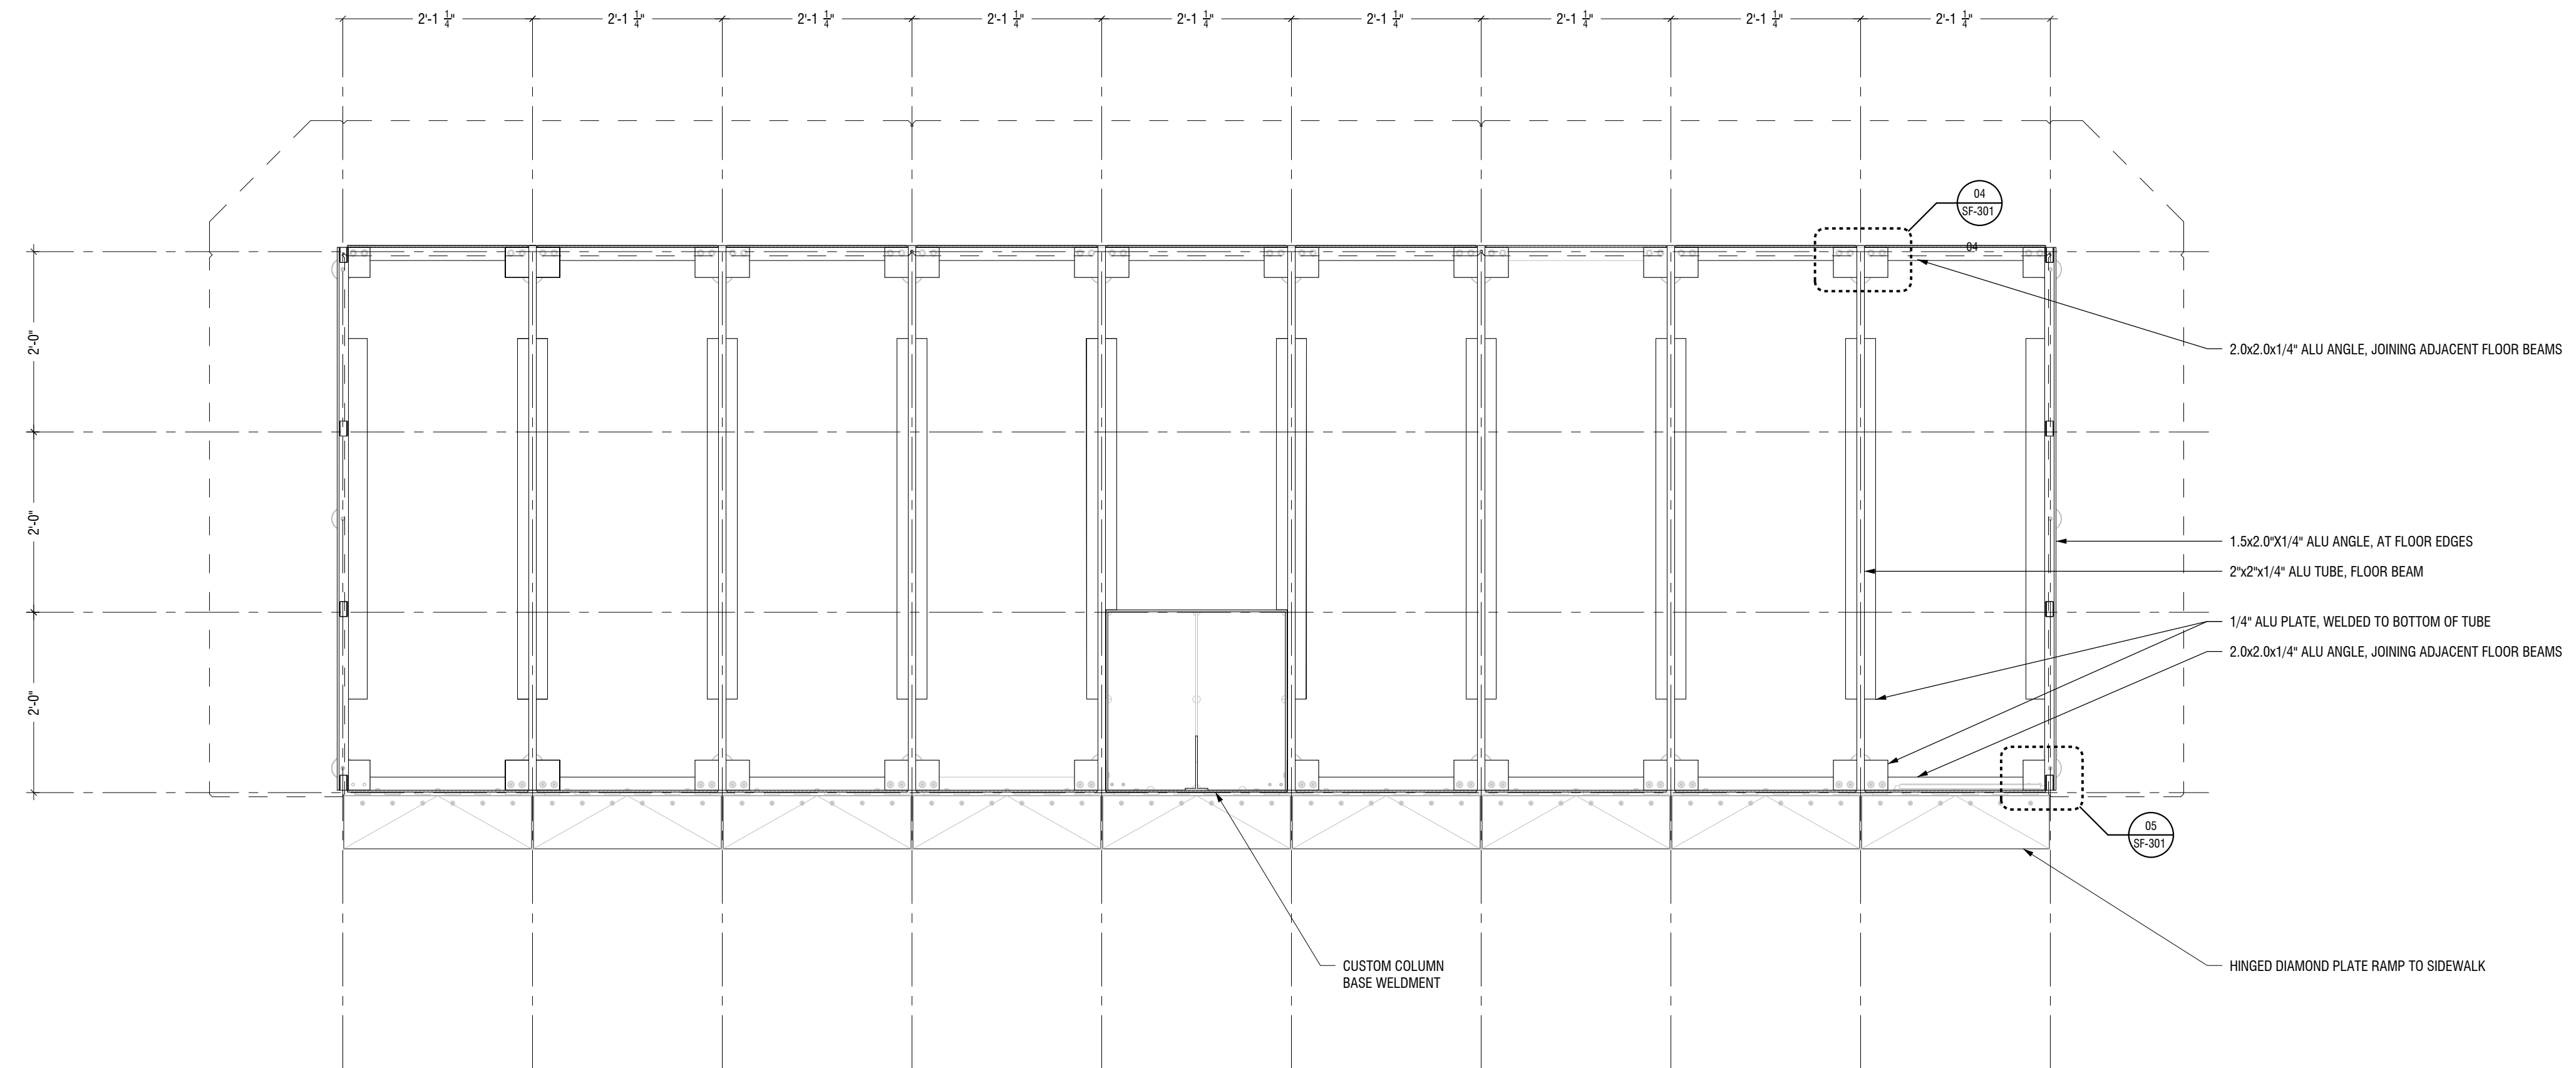 2'-1 1/4"
2'-1 1/4"
2'-1 1/4"
2'-1 1/4"
2'-1 1/4"
2'-1 1/4"
2'-1 1/4"
2'-1 1/4"
2'-1 1/4"
04
SF-301
04
2'-0"
2.0x2.0x1/4" ALU ANGLE, JOINING ADJACENT FLOOR BEAMS
2'-0"
1.5x2.0"X1/4" ALU ANGLE, AT FLOOR EDGES
2"x2"x1/4" ALU TUBE, FLOOR BEAM
1/4" ALU PLATE, WELDED TO BOTTOM OF TUBE
2.0x2.0x1/4" ALU ANGLE, JOINING ADJACENT FLOOR BEAMS
2'-0"
05
SF-301
CUSTOM COLUMN
BASE WELDMENT
HINGED DIAMOND PLATE RAMP TO SIDEWALK